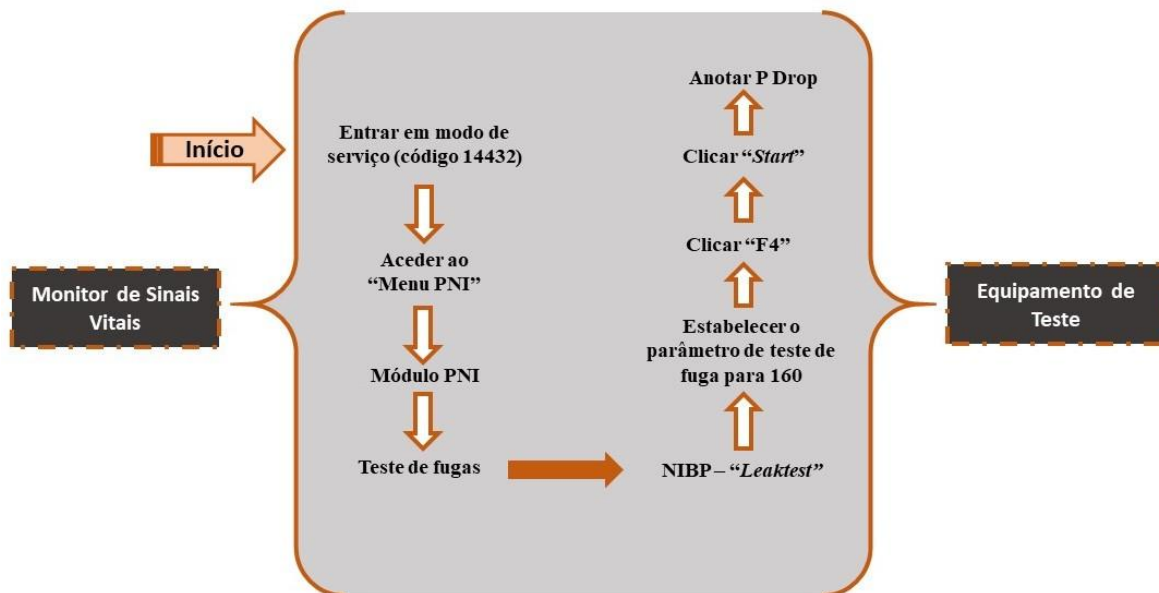 Início
Monitor de Sinais
Vitais
Entrar em modo de
serviço (código 14432)
Aceder ao
“Menu PNI”
Módulo PNI
Teste de fugas
NIBP – “Leaktest”
Estabelecer o
parâmetro de teste de
fuga para 160
Clicar “F4”
Clicar “Start”
Anotar P Drop
Equipamento de
Teste